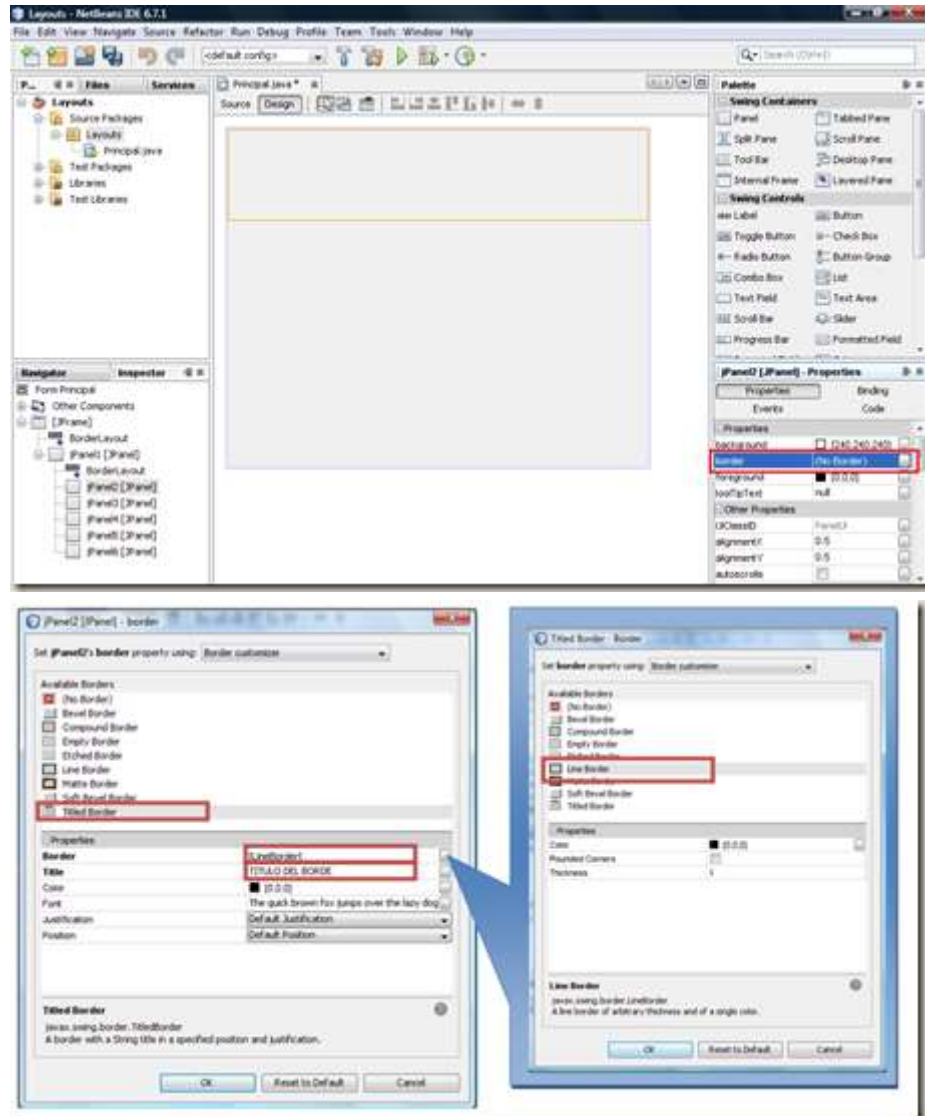 Layouts - NetBeans IDE 6.7.1
File Edit View Navigate Source Refactor Run Debug Profile Team Tools Window Help
<default config>
Search (Ctrl+I)
P... Files Services
Layouts
Source Packages
Layouts
Principal.java
Test Packages
Libraries
Test Libraries
Principal.java *
Source Design
Palette
Swing Containers
Panel Tabbed Pane
Split Pane Scroll Pane
Tool Bar Desktop Pane
Internal Frame Layered Pane
Swing Controls
label Label Button
Toggle Button Check Box
Radio Button Button Group
Combo Box List
Text Field Text Area
Scroll Bar Slider
Progress Bar Formatted Field
Navigator Inspector
Form Principal
Other Components
[JFrame]
BorderLayout
jPanel1 [JPanel]
BorderLayout
jPanel2 [JPanel]
jPanel3 [JPanel]
jPanel4 [JPanel]
jPanel5 [JPanel]
jPanel6 [JPanel]
jPanel2 [JPanel] - Properties
Properties Binding
Events Code
Properties
background [240,240,240]
border (No Border)
foreground [0,0,0]
toolTipText null
Other Properties
UIClassID PanelUI
alignmentX 0.5
alignmentY 0.5
autoscrolls
jPanel2 [JPanel] - border
Set jPanel2's border property using: Border customizer
Available Borders
(No Border)
Bevel Border
Compound Border
Empty Border
Etched Border
Line Border
Matte Border
Soft Bevel Border
Titled Border
Properties
Border [LineBorder]
Title TITULO DEL BORDE
Color [0,0,0]
Font The quick brown fox jumps over the lazy dog
Justification Default Justification
Position Default Position
Titled Border
javax.swing.border.TitledBorder
A border with a String title in a specified position and justification.
OK Reset to Default Cancel
Titled Border - Border
Set border property using: Border customizer
Available Borders
(No Border)
Bevel Border
Compound Border
Empty Border
Etched Border
Line Border
Matte Border
Soft Bevel Border
Titled Border
Properties
Color [0,0,0]
Rounded Corners
Thickness 1
Line Border
javax.swing.border.LineBorder
A line border of arbitrary thickness and of a single color.
OK Reset to Default Cancel